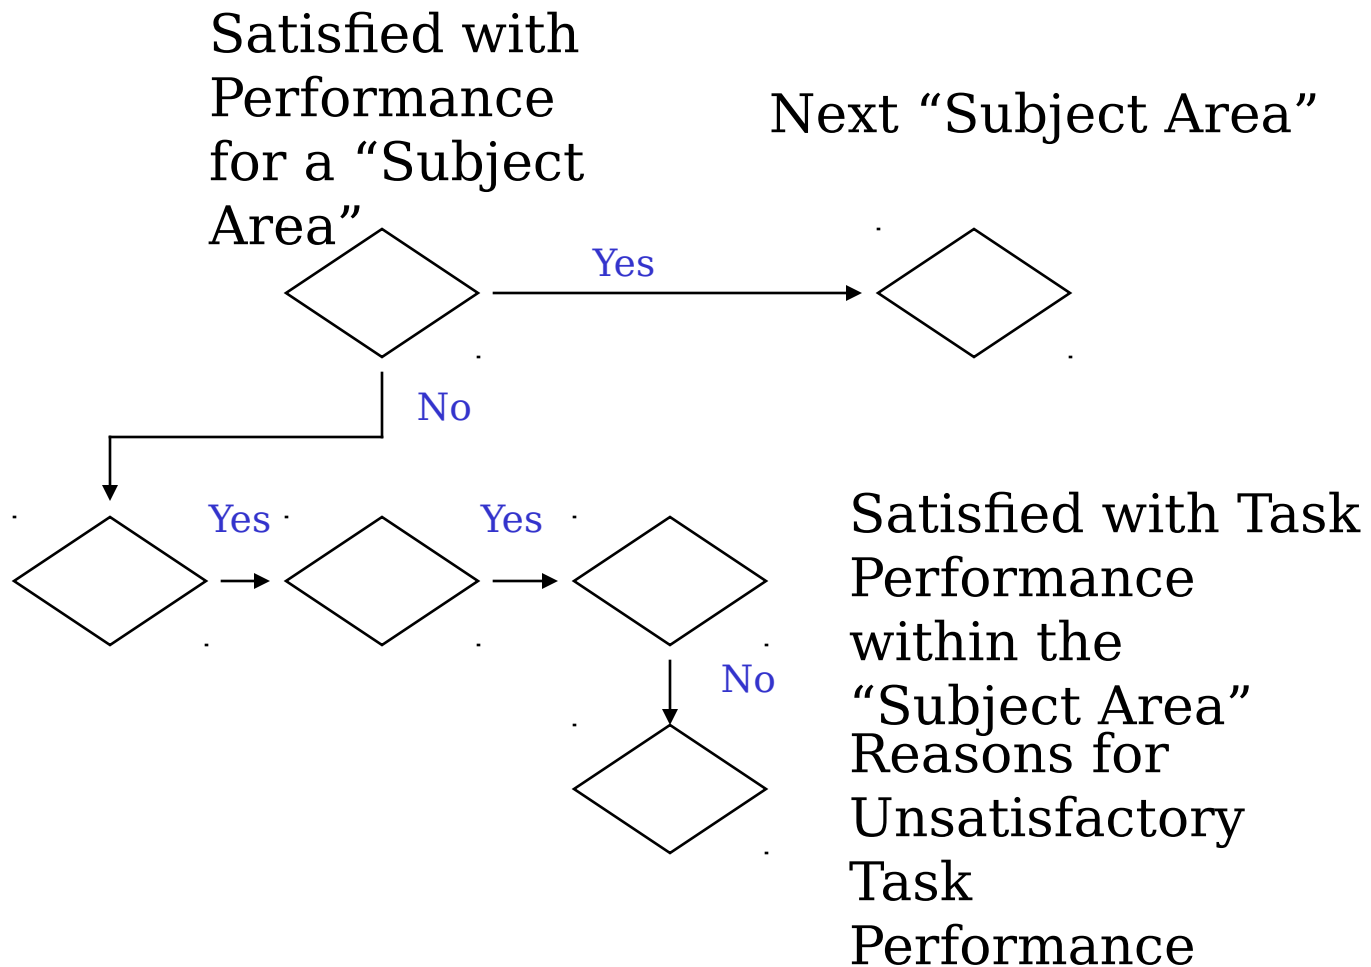 Satisfied with
Performance
for a “Subject
Area”
Next “Subject Area”
Yes
No
Yes
Yes
Satisfied with Task
Performance
within the
“Subject Area”
No
Reasons for
Unsatisfactory
Task
Performance